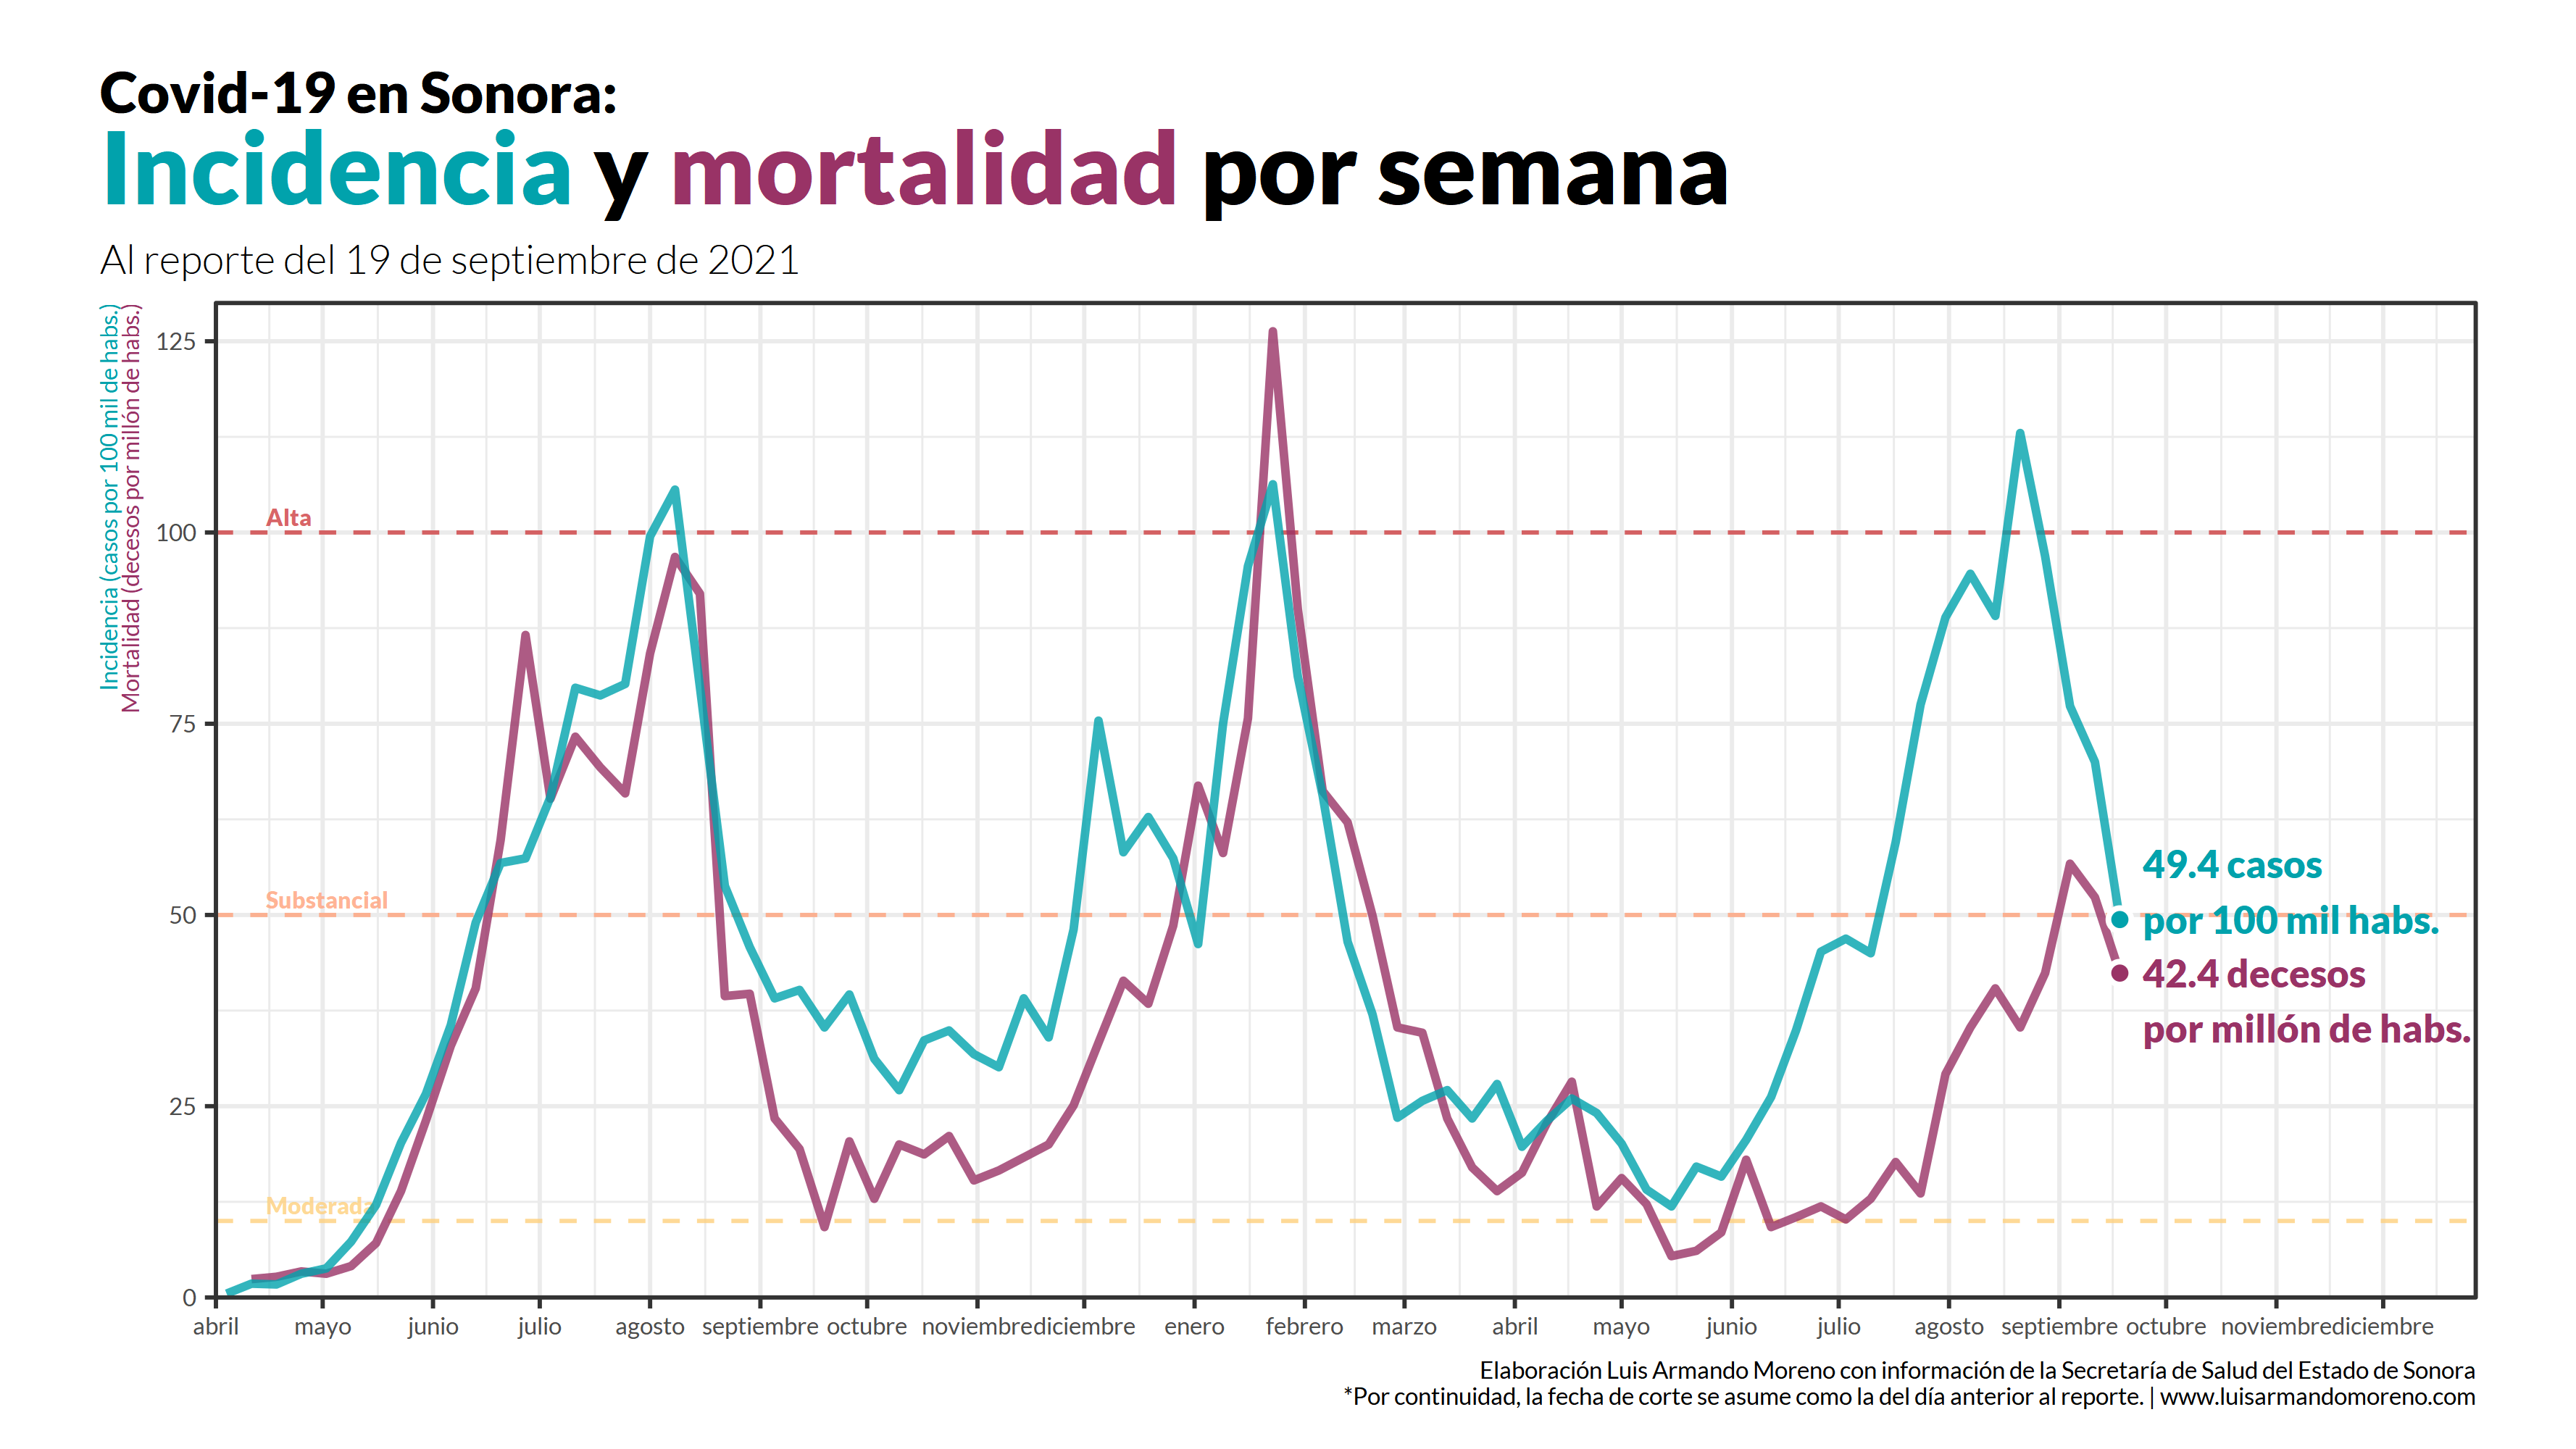 Covid-19 en Sonora:
Incidencia y mortalidad por semana
Al reporte del 19 de septiembre de 2021
Incidencia (casos por 100 mil de habs.)
Mortalidad (decesos por millón de habs.)
125
100
75
50
25
0
Alta
Substancial
Moderada
49.4 casos
por 100 mil habs.
42.4 decesos
por millón de habs.
abril mayo junio julio agosto septiembre octubre noviembre diciembre enero febrero marzo abril mayo junio julio agosto septiembre octubre noviembre diciembre
Elaboración Luis Armando Moreno con información de la Secretaría de Salud del Estado de Sonora
*Por continuidad, la fecha de corte se asume como la del día anterior al reporte. | www.luisarmandomoreno.com